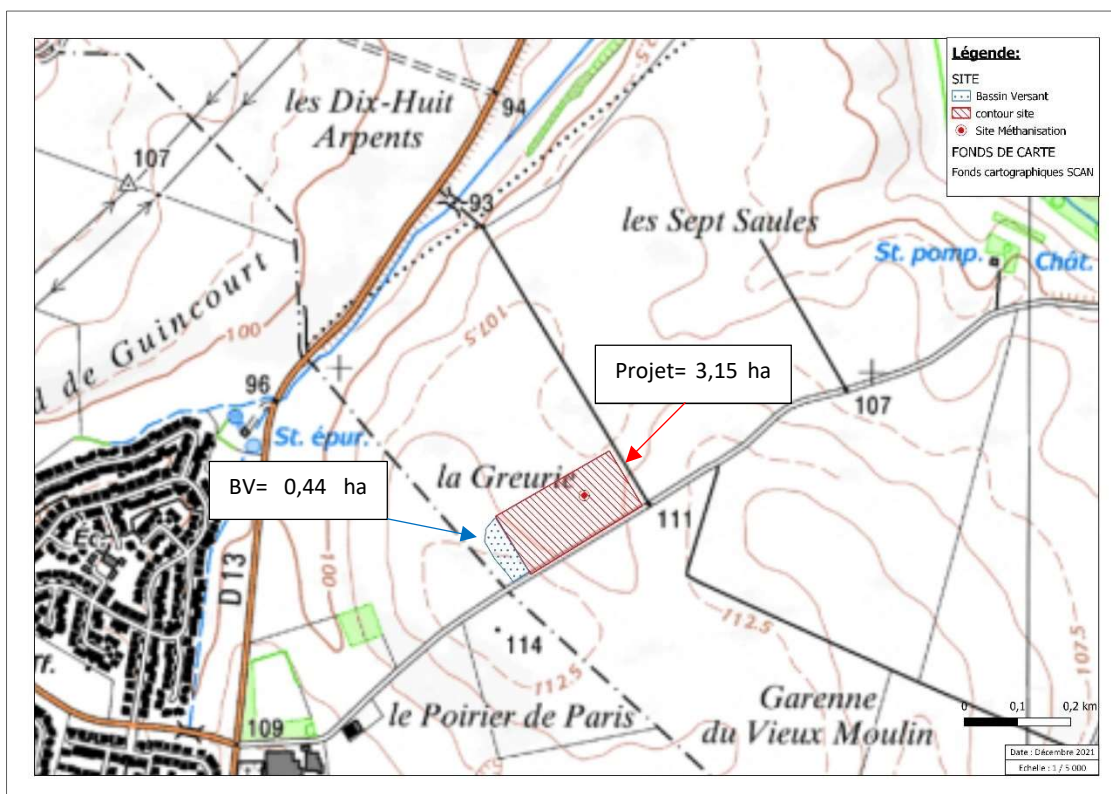 Légende:
SITE
Bassin Versant
contour site
Site Méthanisation
FONDS DE CARTE
Fonds cartographiques SCAN
les Dix-Huit
Arpents
94
107
93
les Sept Saules
St. pomp.
Chât.
107.5
100
d de Guincourt
Projet= 3,15 ha
96
107
St. épur.
BV= 0,44 ha
la Greurie
111
Éc.
100
D 13
114
112.5
112.5
107.5
le Poirier de Paris
Garenne
du Vieux Moulin
109
0 0,1 0,2 km
Date : Décembre 2021
Echelle : 1 / 5 000